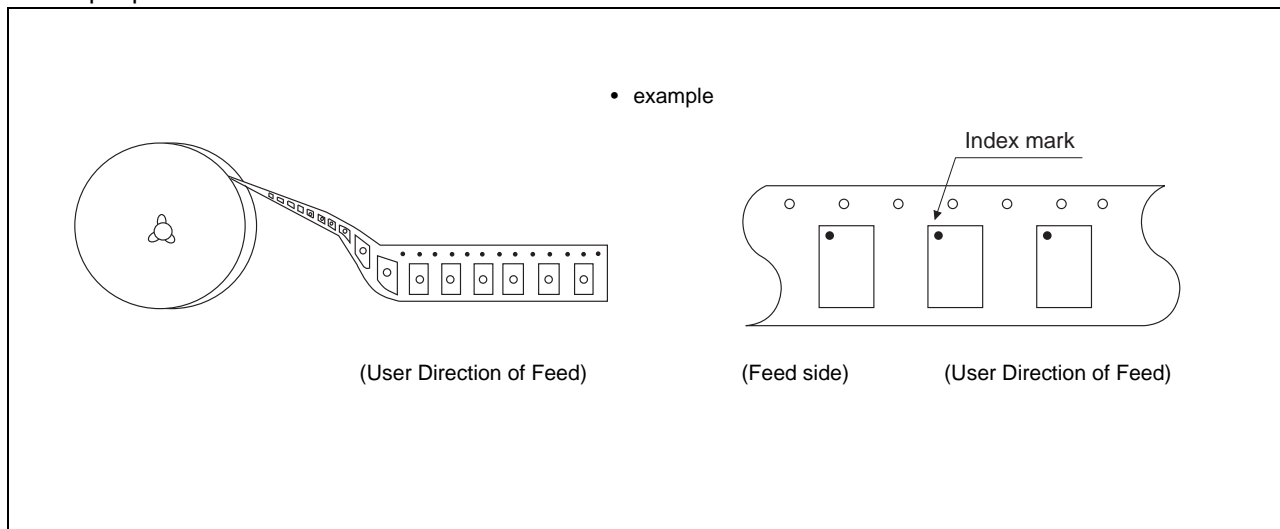 • example
Index mark
(User Direction of Feed)
(Feed side)
(User Direction of Feed)